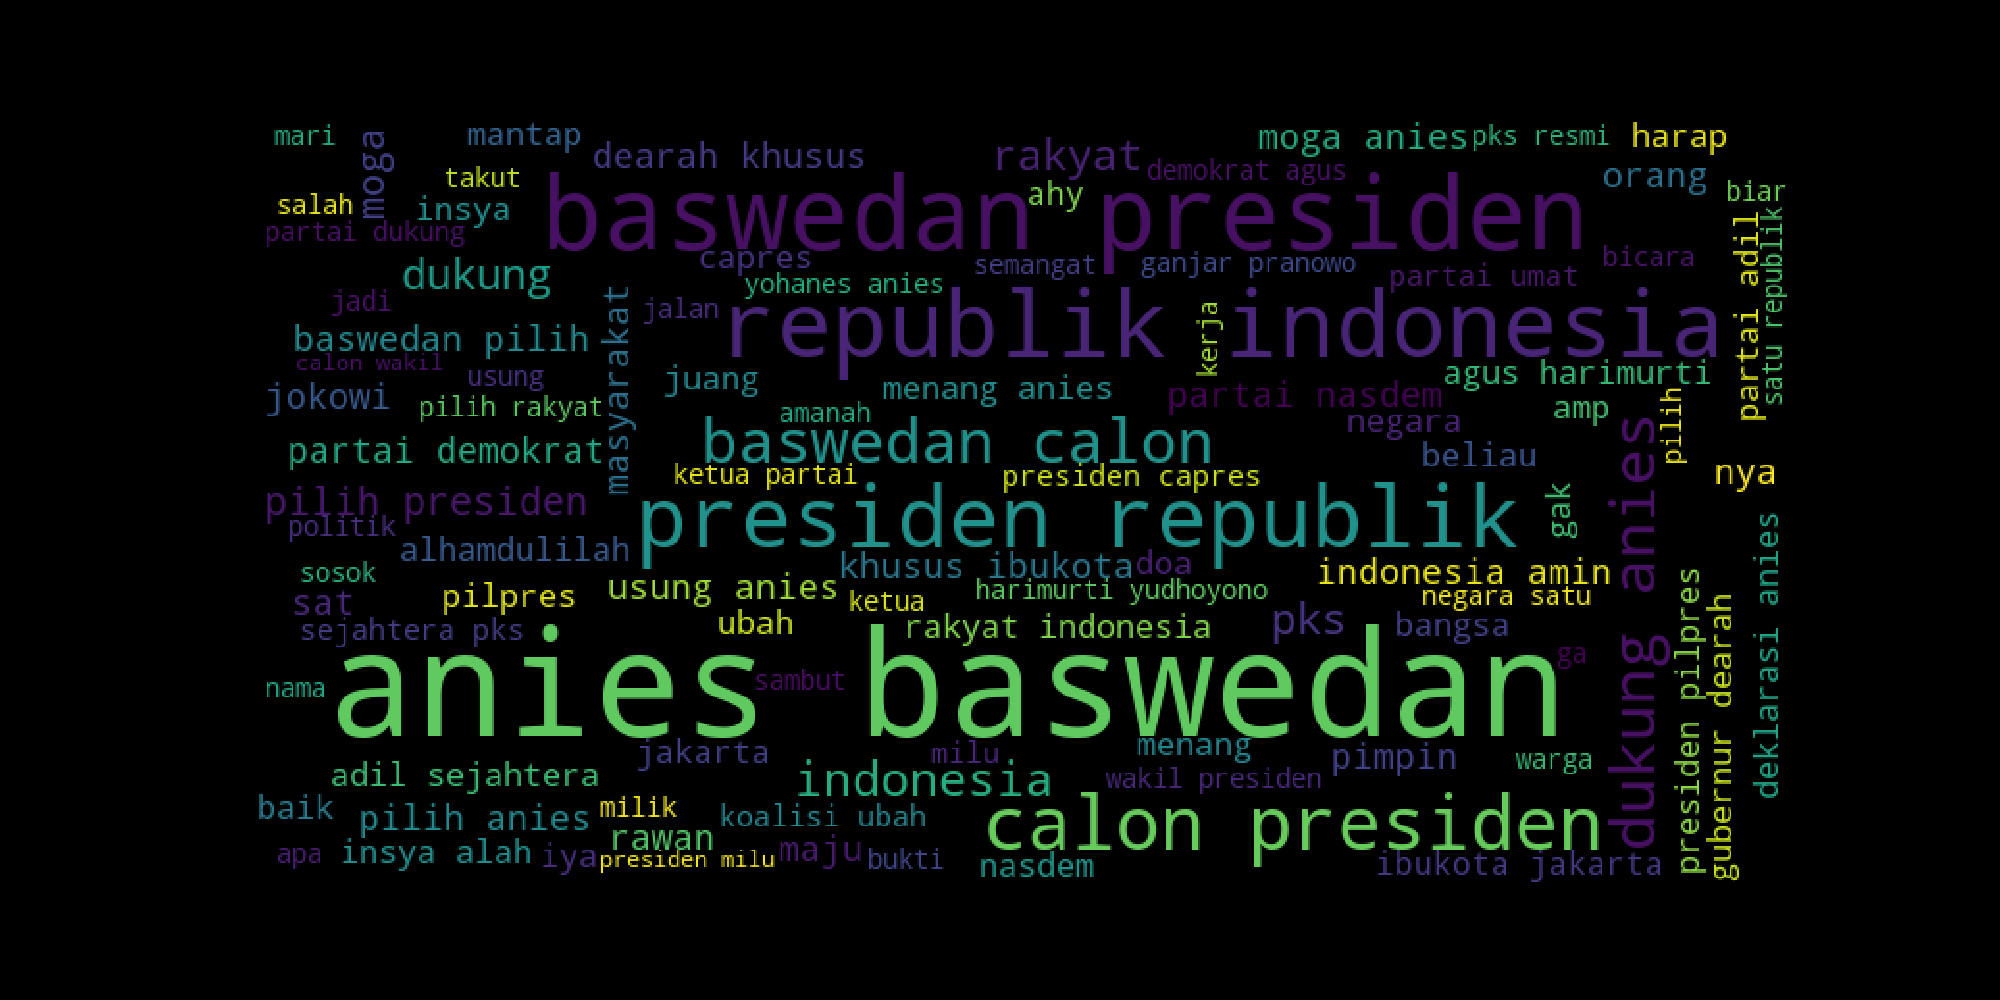 mari
moga
mantap
dearah khusus
rakyat
moga anies
pks resmi
harap
takut
demokrat agus
orang
salah
insya
baswedan presiden
ahy
biar
partai dukung
dukung
capres
semangat
ganjar pranowo
partai umat
bicara
partai adil
satu republik
yohanes anies
jadi
masyarakat
jalan
republik indonesia
kerja
baswedan pilih
calon wakil
usung
juang
menang anies
partai nasdem
agus harimurti
jokowi
pilih rakyat
amanah
amp
negara
pilih
partai demokrat
baswedan calon
beliau
dukung anies
ketua partai
presiden capres
nya
pilih presiden
politik
presiden republik
gak
alhamdulilah
khusus ibukota
doa
indonesia amin
deklarasi anies
sosok
usung anies
harimurti yudhoyono
negara satu
sat
pilpres
ketua
presiden pilpres
gubernur dearah
sejahtera pks
ubah
rakyat indonesia
pks
bangsa
anies baswedan
nama
sambut
ga
jakarta
milu
menang
pimpin
warga
adil sejahtera
indonesia
wakil presiden
baik
pilih anies
milik
koalisi ubah
calon presiden
rawan
apa
insya alah
iya
presiden milu
maju
bukti
nasdem
ibukota jakarta